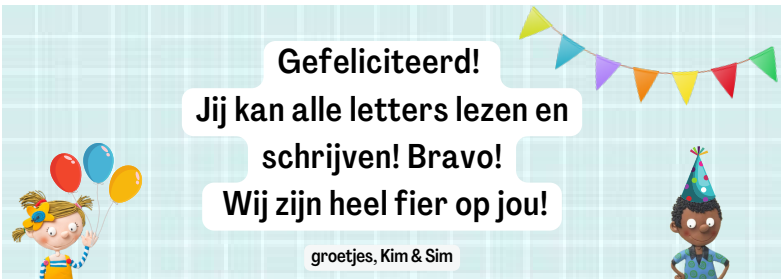 Gefeliciteerd!
Jij kan alle letters lezen en
schrijven! Bravo!
Wij zijn heel fier op jou!
groetjes, Kim & Sim